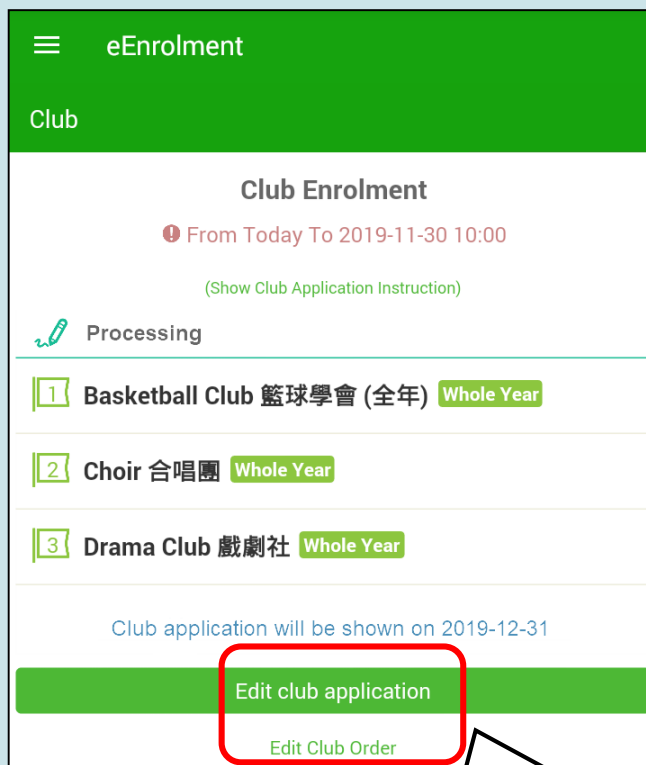 eEnrolment
Club
Club Enrolment
From Today To 2019-11-30 10:00
(Show Club Application Instruction)
Processing
1 Basketball Club 籃球學會 (全年) Whole Year
2 Choir 合唱團 Whole Year
3 Drama Club 戲劇社 Whole Year
Club application will be shown on 2019-12-31
Edit club application
Edit Club Order